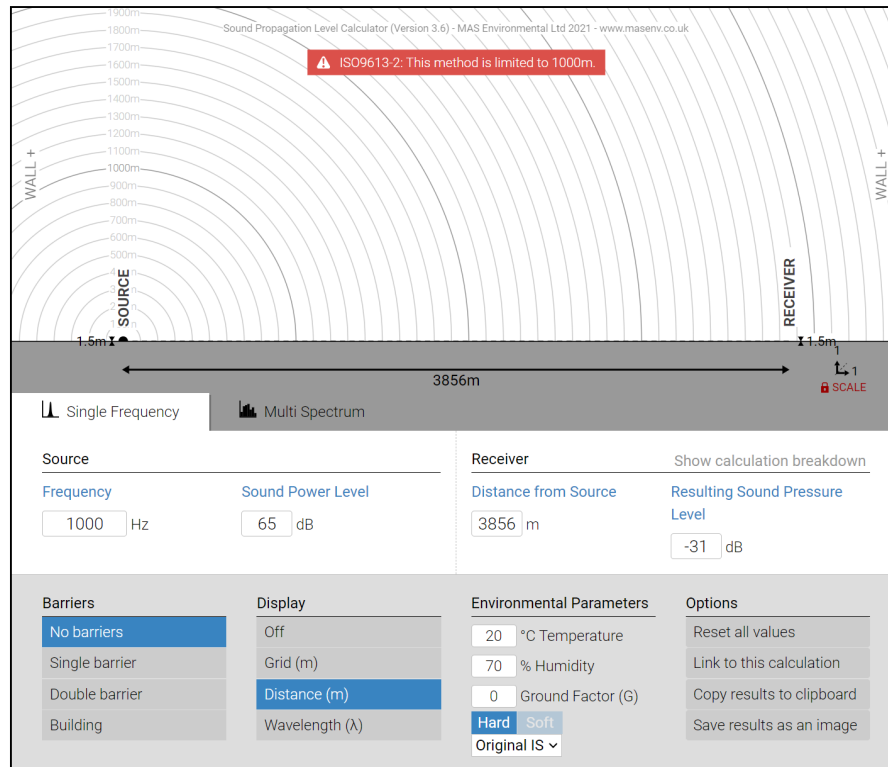 1900m
Sound Propagation Level Calculator (Version 3.6) - MAS Environmental Ltd 2021 - www.masenv.co.uk
1800m
1700m
ISO9613-2: This method is limited to 1000m.
1600m
1500m
1400m
1300m
1200m
1100m
WALL +
WALL +
1000m
900m
800m
700m
600m
500m
SOURCE
RECEIVER
1.5m
1.5m
3856m
1
1
SCALE
Single Frequency
Multi Spectrum
Source
Receiver
Show calculation breakdown
Frequency
Sound Power Level
Distance from Source
Resulting Sound Pressure
Level
1000 Hz
65 dB
3856 m
-31 dB
Barriers
Display
Environmental Parameters
Options
No barriers
Off
20 °C Temperature
Reset all values
Single barrier
Grid (m)
70 % Humidity
Link to this calculation
Double barrier
Distance (m)
0 Ground Factor (G)
Copy results to clipboard
Building
Wavelength (λ)
Hard Soft
Save results as an image
Original IS